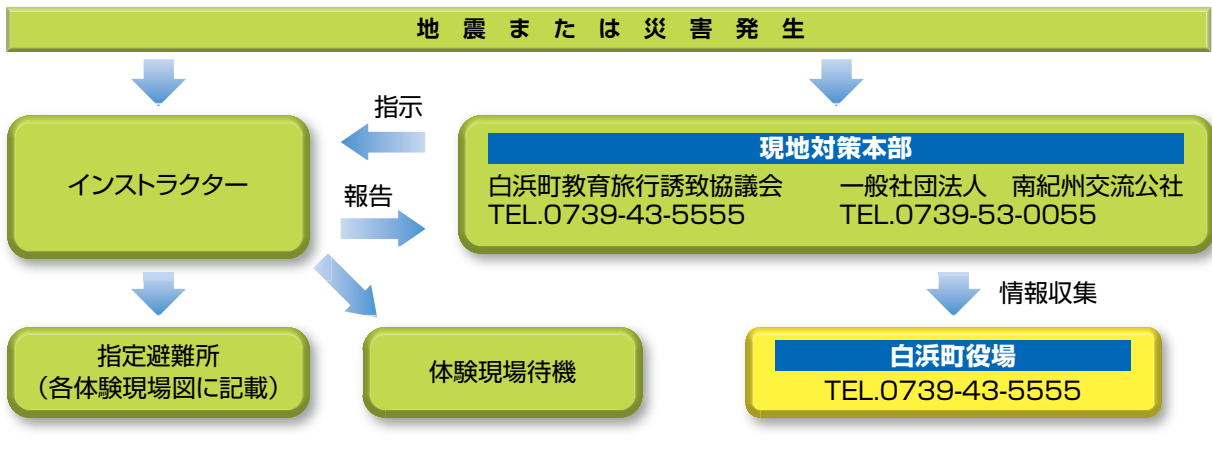 地震または災害発生
指示
現地対策本部
インストラクター
白浜町教育旅行誘致協議会
TEL.0739-43-5555
一般社団法人　南紀州交流公社
TEL.0739-53-0055
報告
情報収集
指定避難所
（各体験現場図に記載）
体験現場待機
白浜町役場
TEL.0739-43-5555